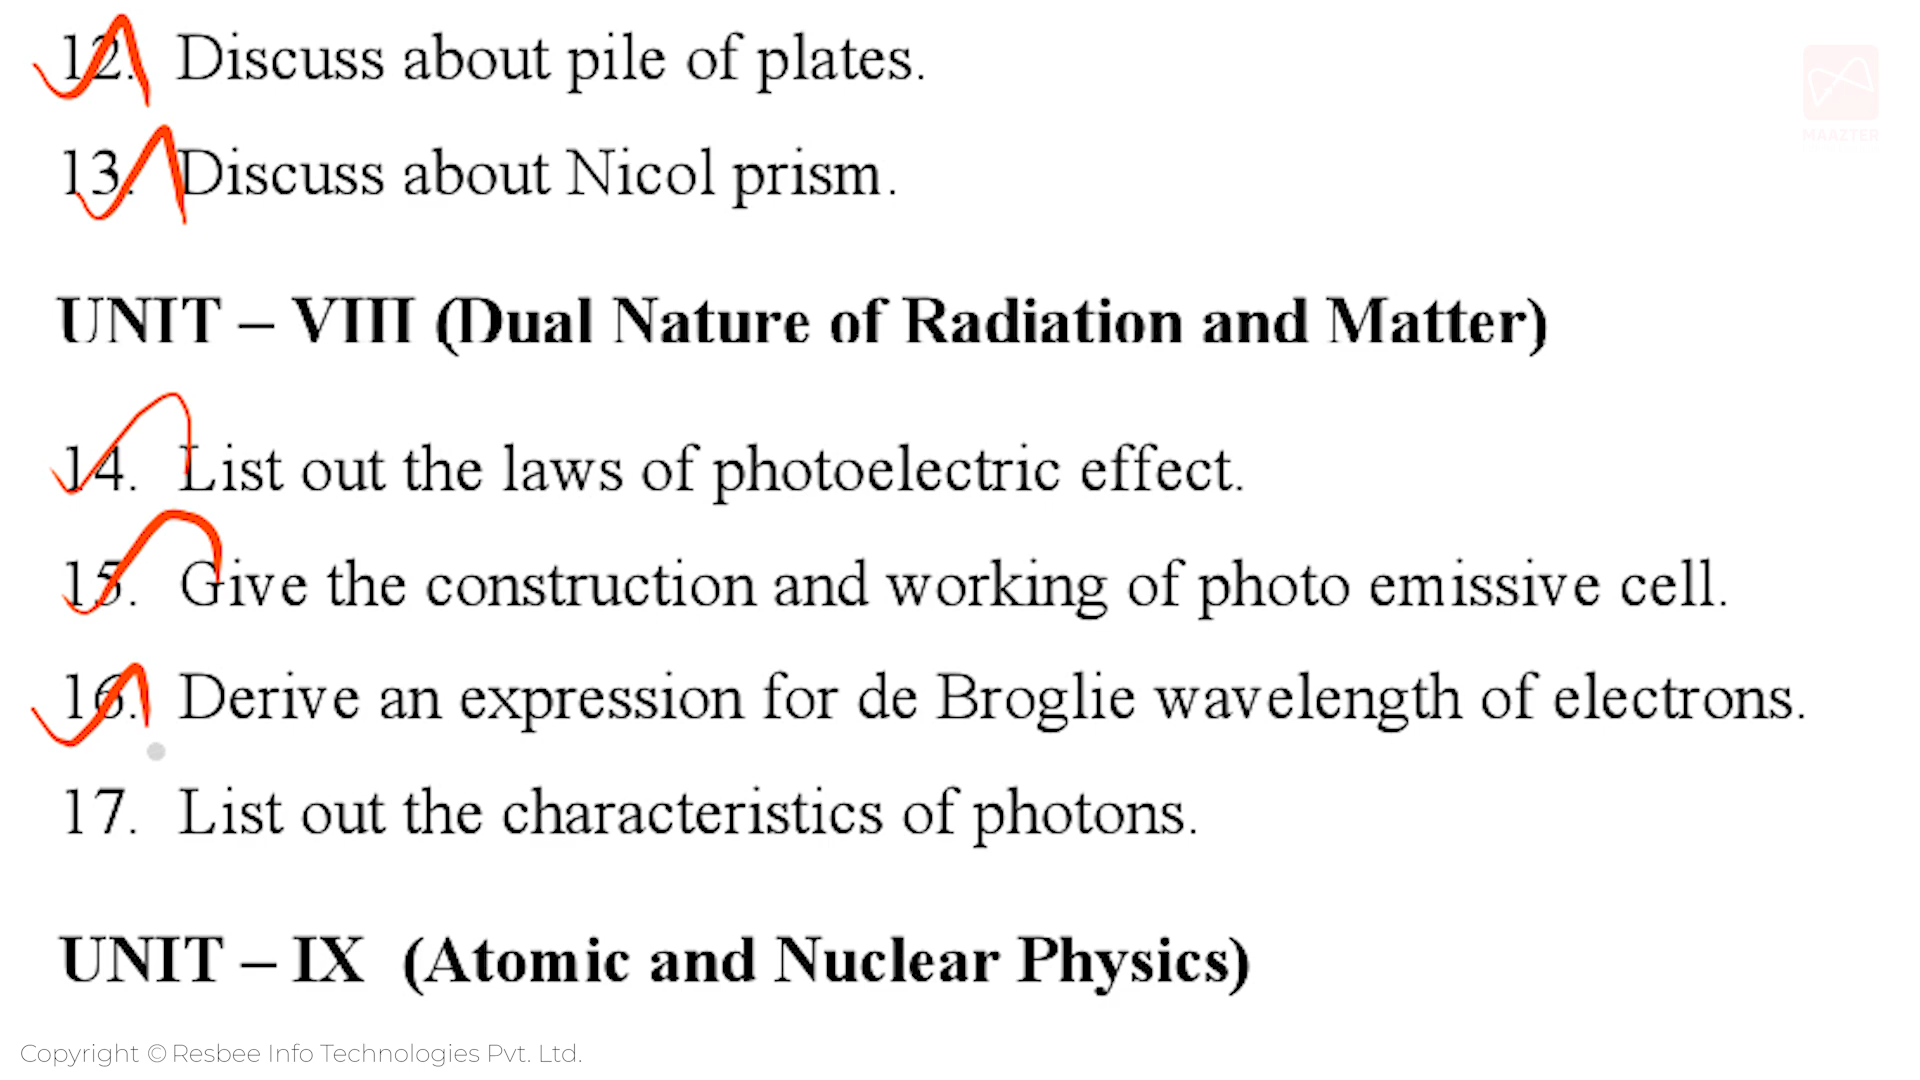 12. Discuss about pile of plates.
MAAZTER
13. Discuss about Nicol prism.
UNIT – VIII (Dual Nature of Radiation and Matter)
14. List out the laws of photoelectric effect.
15. Give the construction and working of photo emissive cell.
16. Derive an expression for de Broglie wavelength of electrons.
17. List out the characteristics of photons.
UNIT – IX (Atomic and Nuclear Physics)
Copyright © Resbee Info Technologies Pvt. Ltd.